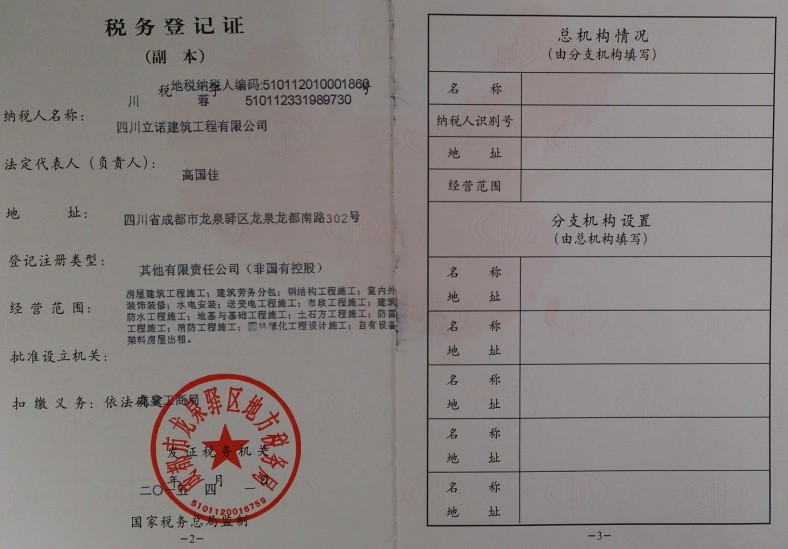 税务登记证
(副 本)
地税纳税人编码:510112010001860
川 税 蓉 510112331989730 号
纳税人名称: 四川立诺建筑工程有限公司
法定代表人(负责人): 高国佳
地 址: 四川省成都市龙泉驿区龙泉龙都南路302号
登记注册类型: 其他有限责任公司(非国有控股)
经营范围: 房屋建筑工程施工;建筑劳务分包;钢结构工程施工;室内外
装饰装修;水电安装;送受电工程施工;市政工程施工;建筑
防水工程施工;地基与基础工程施工;土石方工程施工;防雷
工程施工;消防工程施工;园林绿化工程设计施工;自有设备
架料房屋出租。
批准设立机关:
扣缴义务: 依法确定
龙泉工商局
成都市龙泉驿区地方税务局
发证税务机关
年 月 日
二〇一五 四 一
5101120016759
国家税务总局监制
-2-
总机构情况
(由分支机构填写)
名 称
纳税人识别号
地 址
经营范围
分支机构设置
(由总机构填写)
名 称
地 址
名 称
地 址
名 称
地 址
名 称
地 址
名 称
地 址
-3-